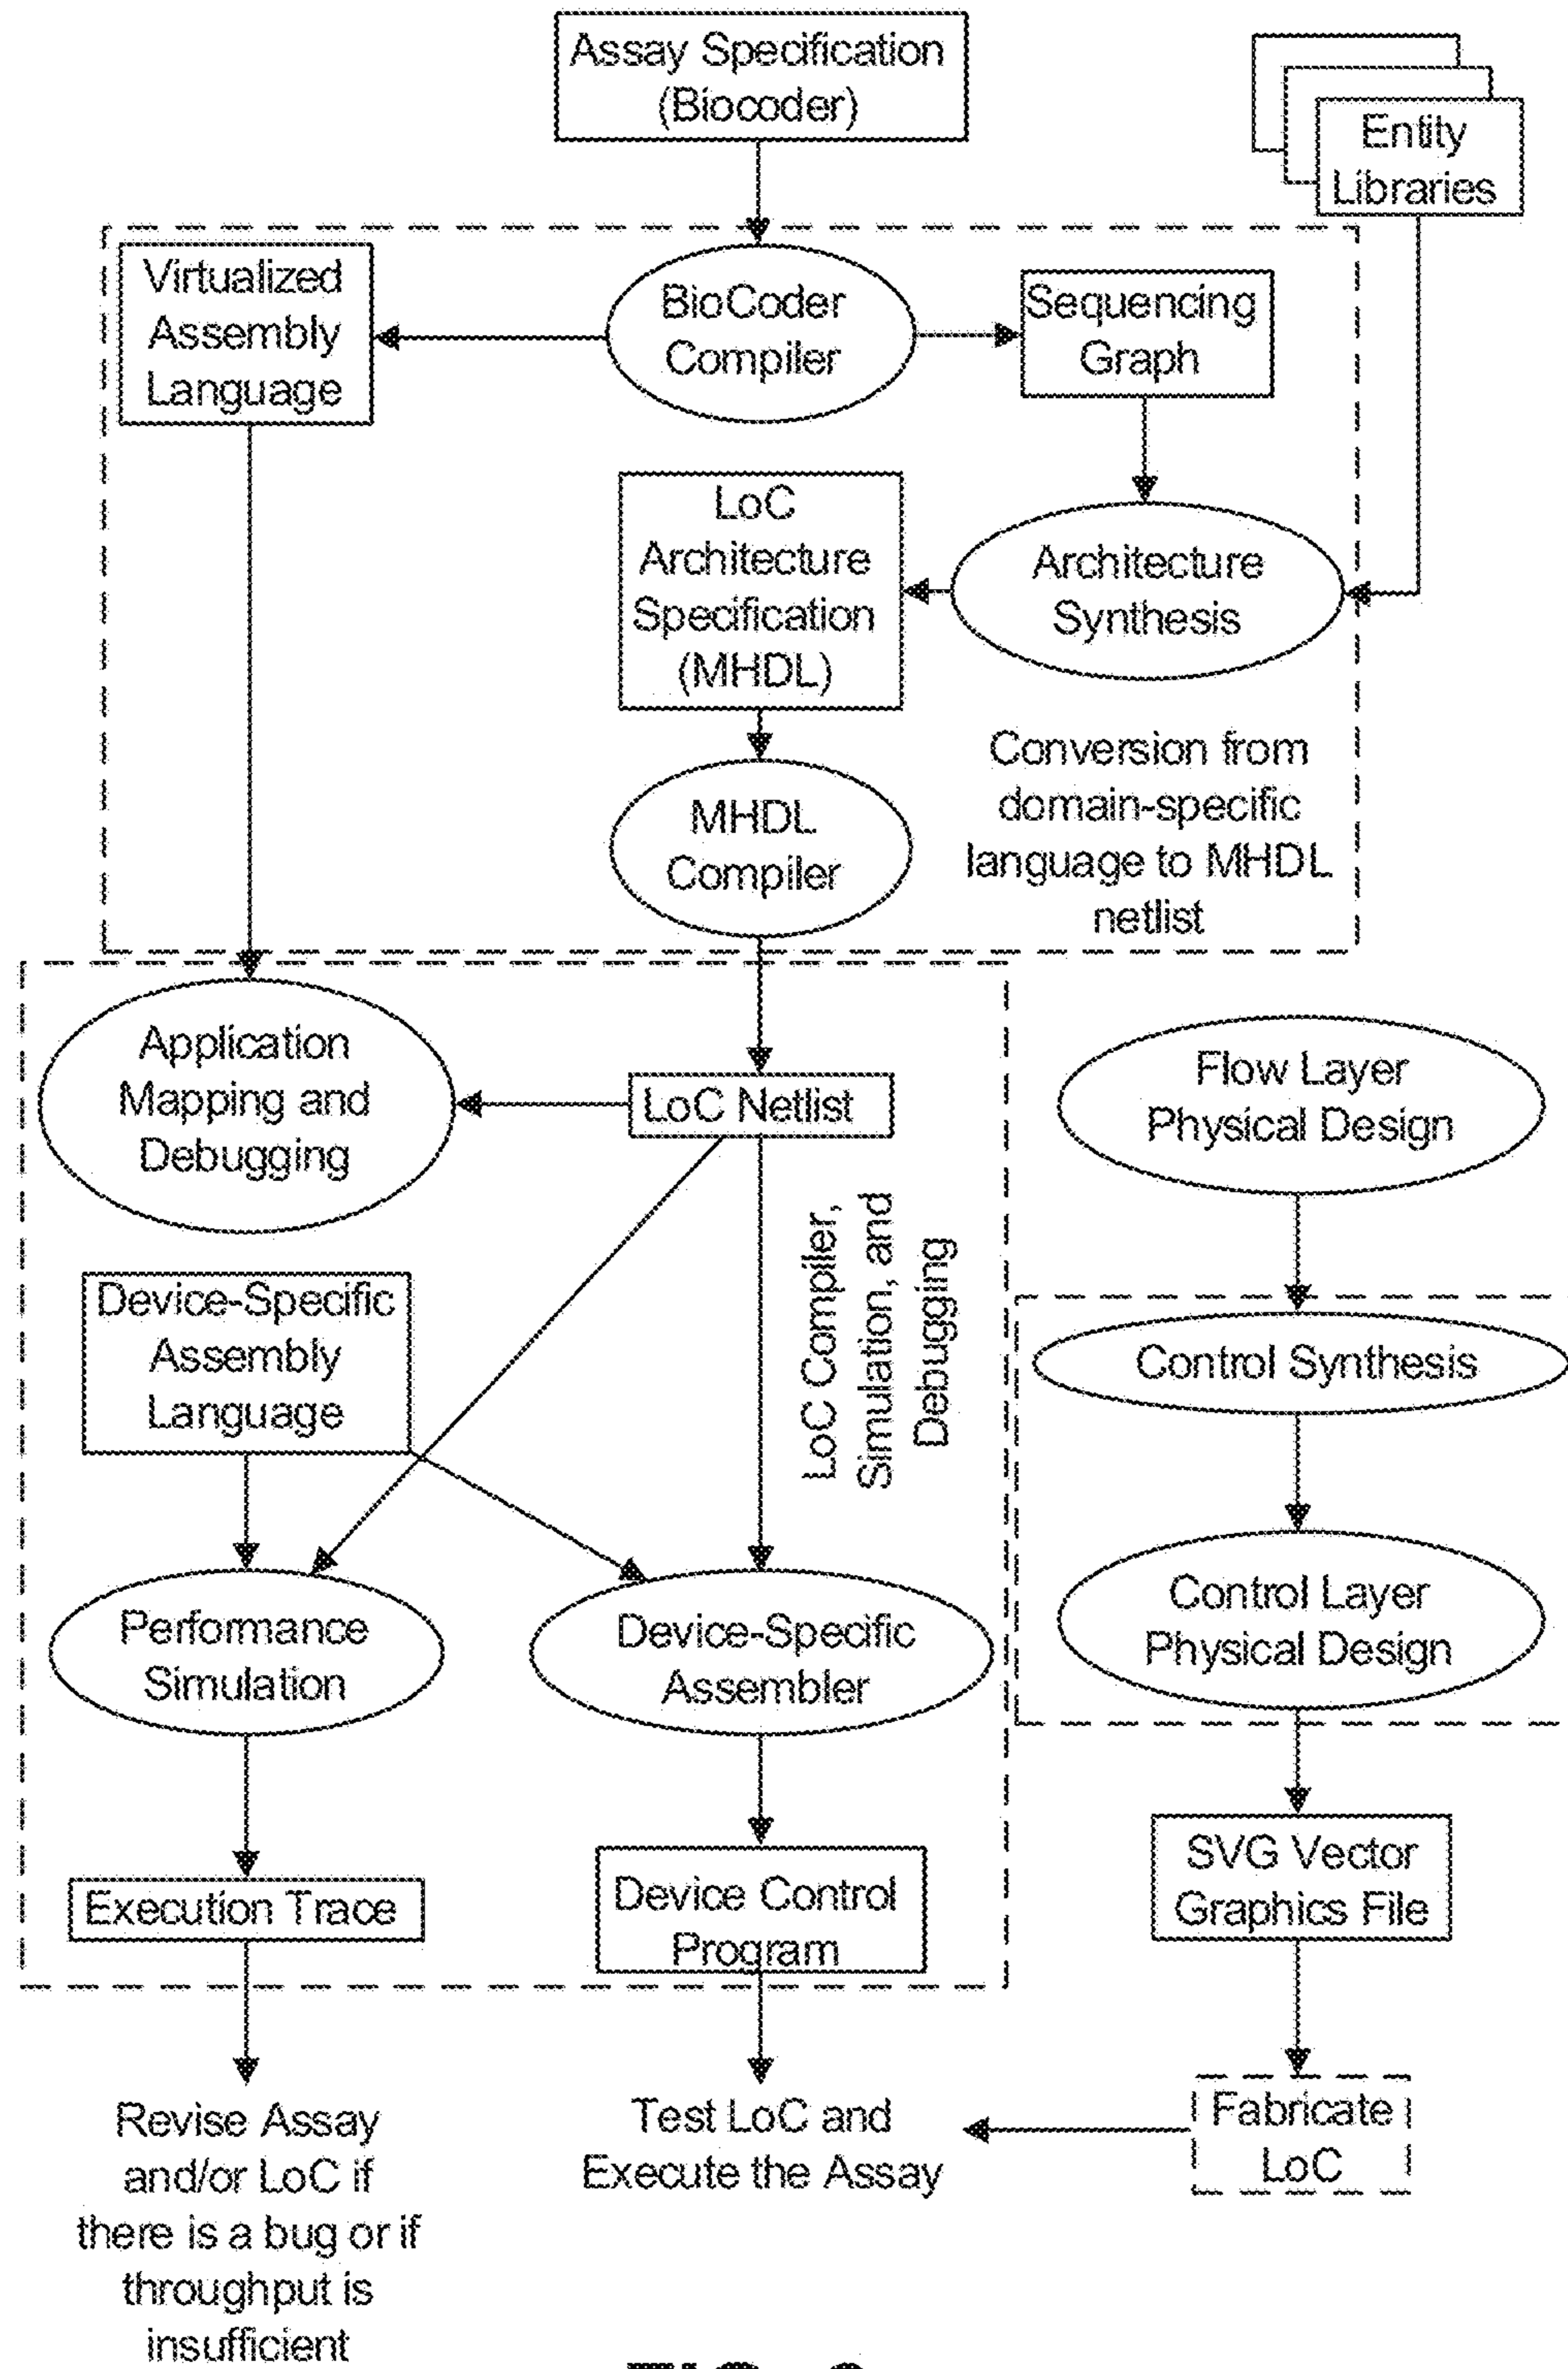 Assay Specification
(Biocoder)
Entity
Libraries
Virtualized
Assembly
Language
BioCoder
Compiler
Sequencing
Graph
LoC
Architecture
Specification
(MHDL)
Architecture
Synthesis
Conversion from
domain-specific
language to MHDL
netlist
MHDL
Compiler
Application
Mapping and
Debugging
LoC Netlist
Flow Layer
Physical Design
LoC Compiler,
Simulation, and
Debugging
Device-Specific
Assembly
Language
Control Synthesis
Control Layer
Physical Design
Performance
Simulation
Device-Specific
Assembler
Execution Trace
Device Control
Program
SVG Vector
Graphics File
Revise Assay
and/or LoC if
there is a bug or if
throughput is
insufficient
Test LoC and
Execute the Assay
Fabricate
LoC